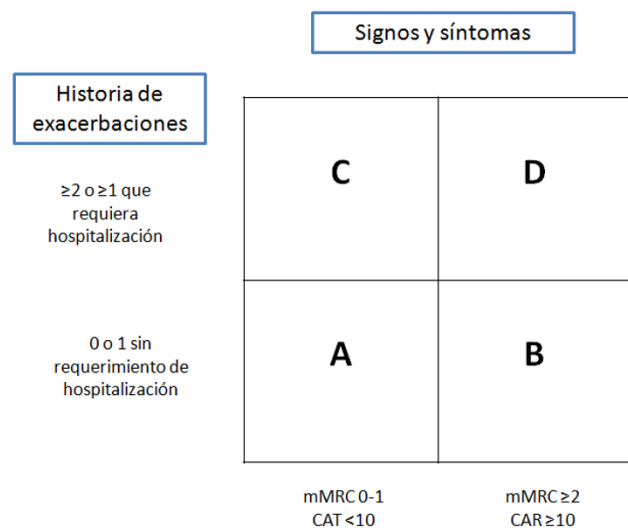 Signos y síntomas
Historia de
exacerbaciones
C
D
≥2 o ≥1 que
requiera
hospitalización
0 o 1 sin
requerimiento de
hospitalización
A
B
mMRC 0-1
CAT <10
mMRC ≥2
CAR ≥10